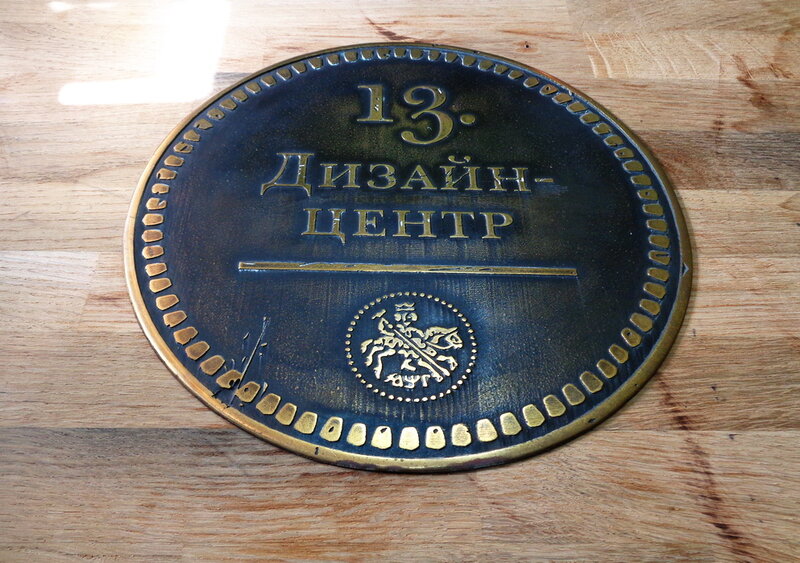 13.
Дизайн-
центр